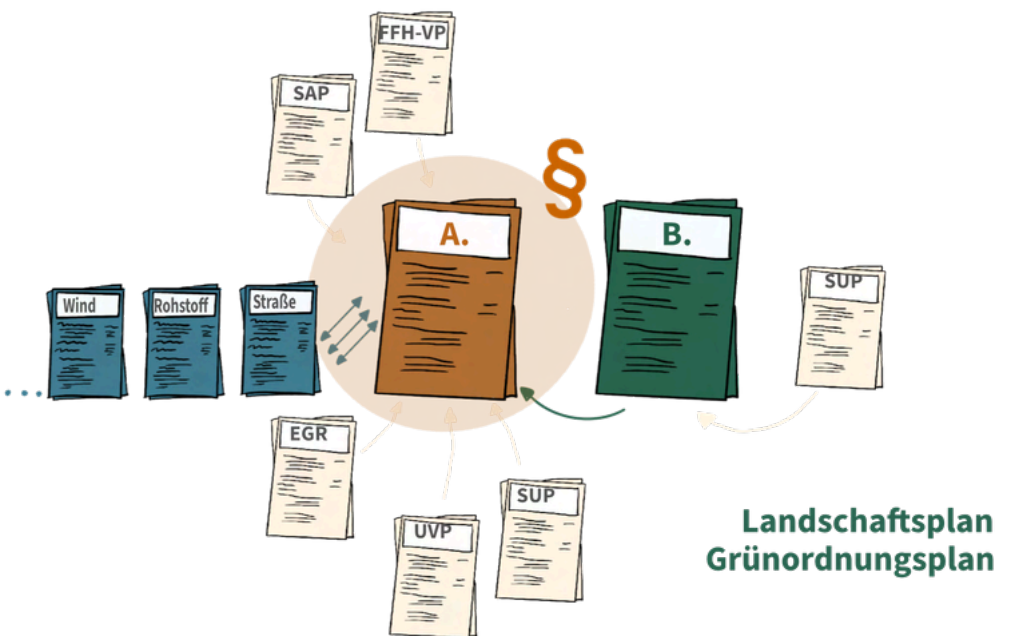 FFH-VP
SAP
§
A.
B.
SUP
Wind
Rohstoff
Straße
EGR
SUP
UVP
Landschaftsplan
Grünordnungsplan